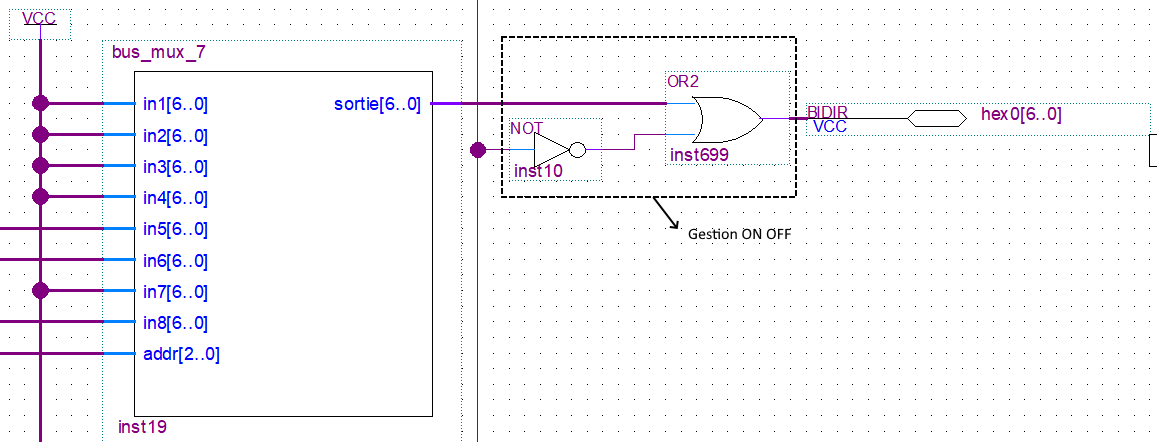 VCC
bus_mux_7
in1[6..0]
in2[6..0]
in3[6..0]
in4[6..0]
in5[6..0]
in6[6..0]
in7[6..0]
in8[6..0]
addr[2..0]
sortie[6..0]
inst19
NOT
inst10
OR2
inst699
BIDIR
VCC
hex0[6..0]
Gestion ON OFF